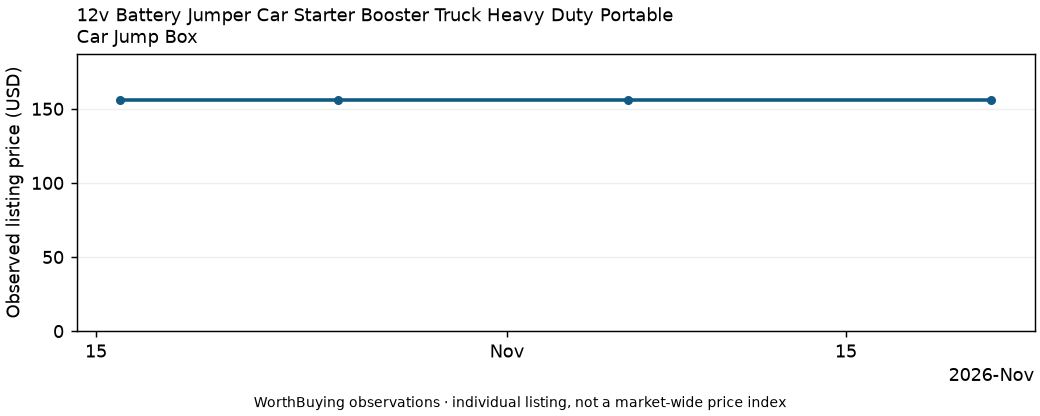 12v Battery Jumper Car Starter Booster Truck Heavy Duty Portable
Car Jump Box
Observed listing price (USD)
150
100
50
0
15
Nov
15
2026-Nov
WorthBuying observations · individual listing, not a market-wide price index